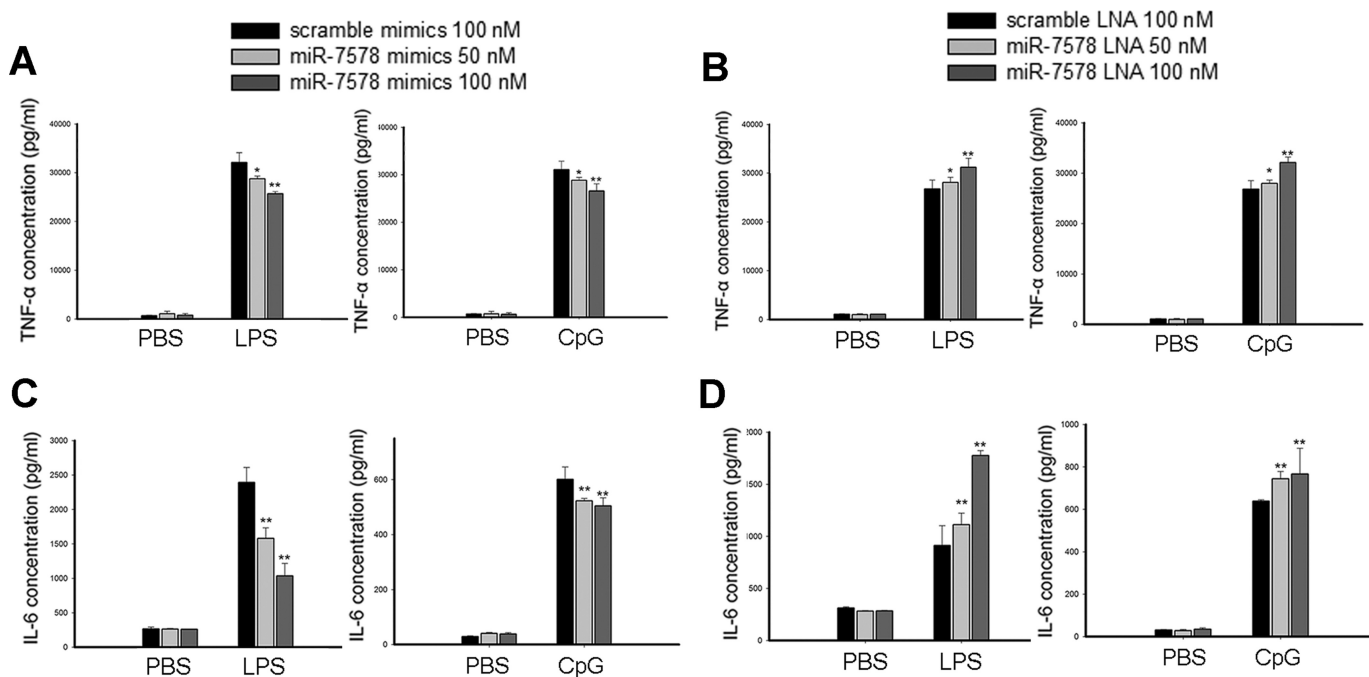 A
scramble mimics 100 nM
miR-7578 mimics 50 nM
miR-7578 mimics 100 nM
TNF-α concentration (pg/ml)
40000
30000
20000
10000
0
*
**
PBS
LPS
TNF-α concentration (pg/ml)
40000
30000
20000
10000
0
*
**
PBS
CpG
B
scramble LNA 100 nM
miR-7578 LNA 50 nM
miR-7578 LNA 100 nM
TNF-α concentration (pg/ml)
40000
30000
20000
10000
0
*
**
PBS
LPS
TNF-α concentration (pg/ml)
40000
30000
20000
10000
0
*
**
PBS
CpG
C
IL-6 concentration (pg/ml)
3000
2500
2000
1500
1000
500
0
**
**
PBS
LPS
IL-6 concentration (pg/ml)
600
400
200
0
**
**
PBS
CpG
D
IL-6 concentration (pg/ml)
2000
1500
1000
500
0
**
**
PBS
LPS
IL-6 concentration (pg/ml)
1000
800
600
400
200
0
**
**
PBS
CpG